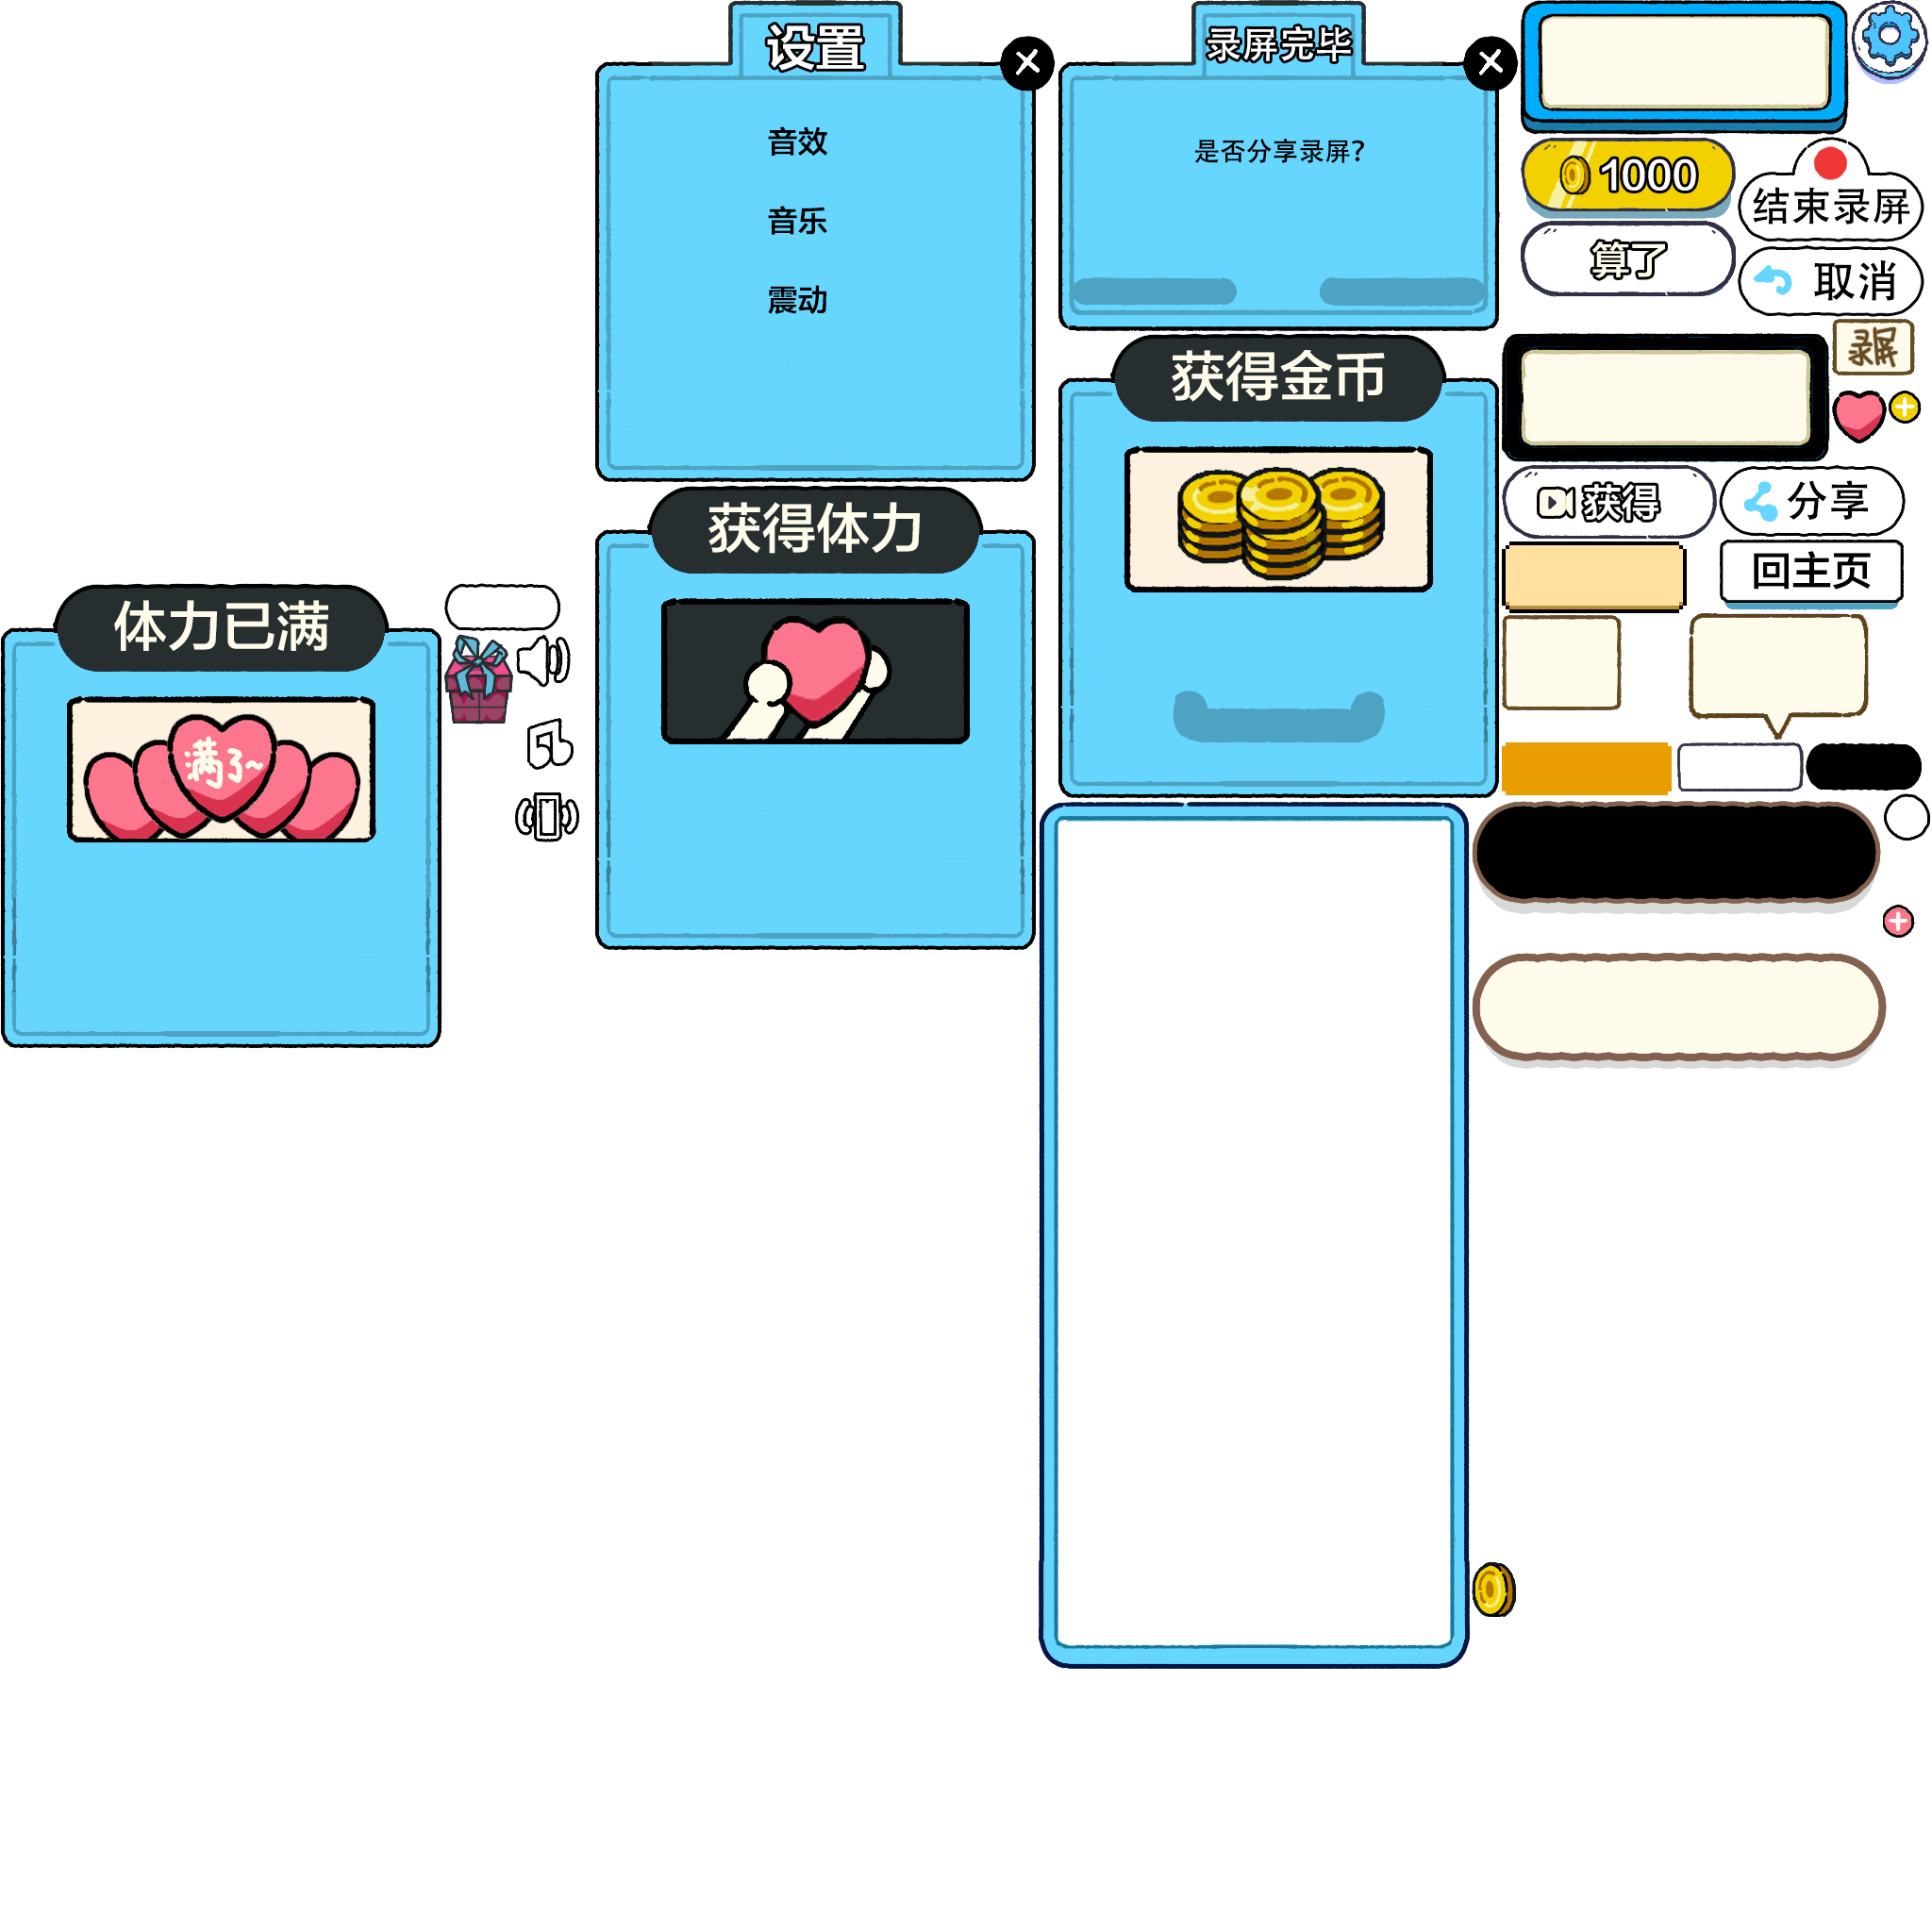 设置
音效
音乐
震动
录屏完毕
是否分享录屏?
1000
结束录屏
算了
取消
录屏
获得金币
获得
分享
回主页
获得体力
体力已满
满了~